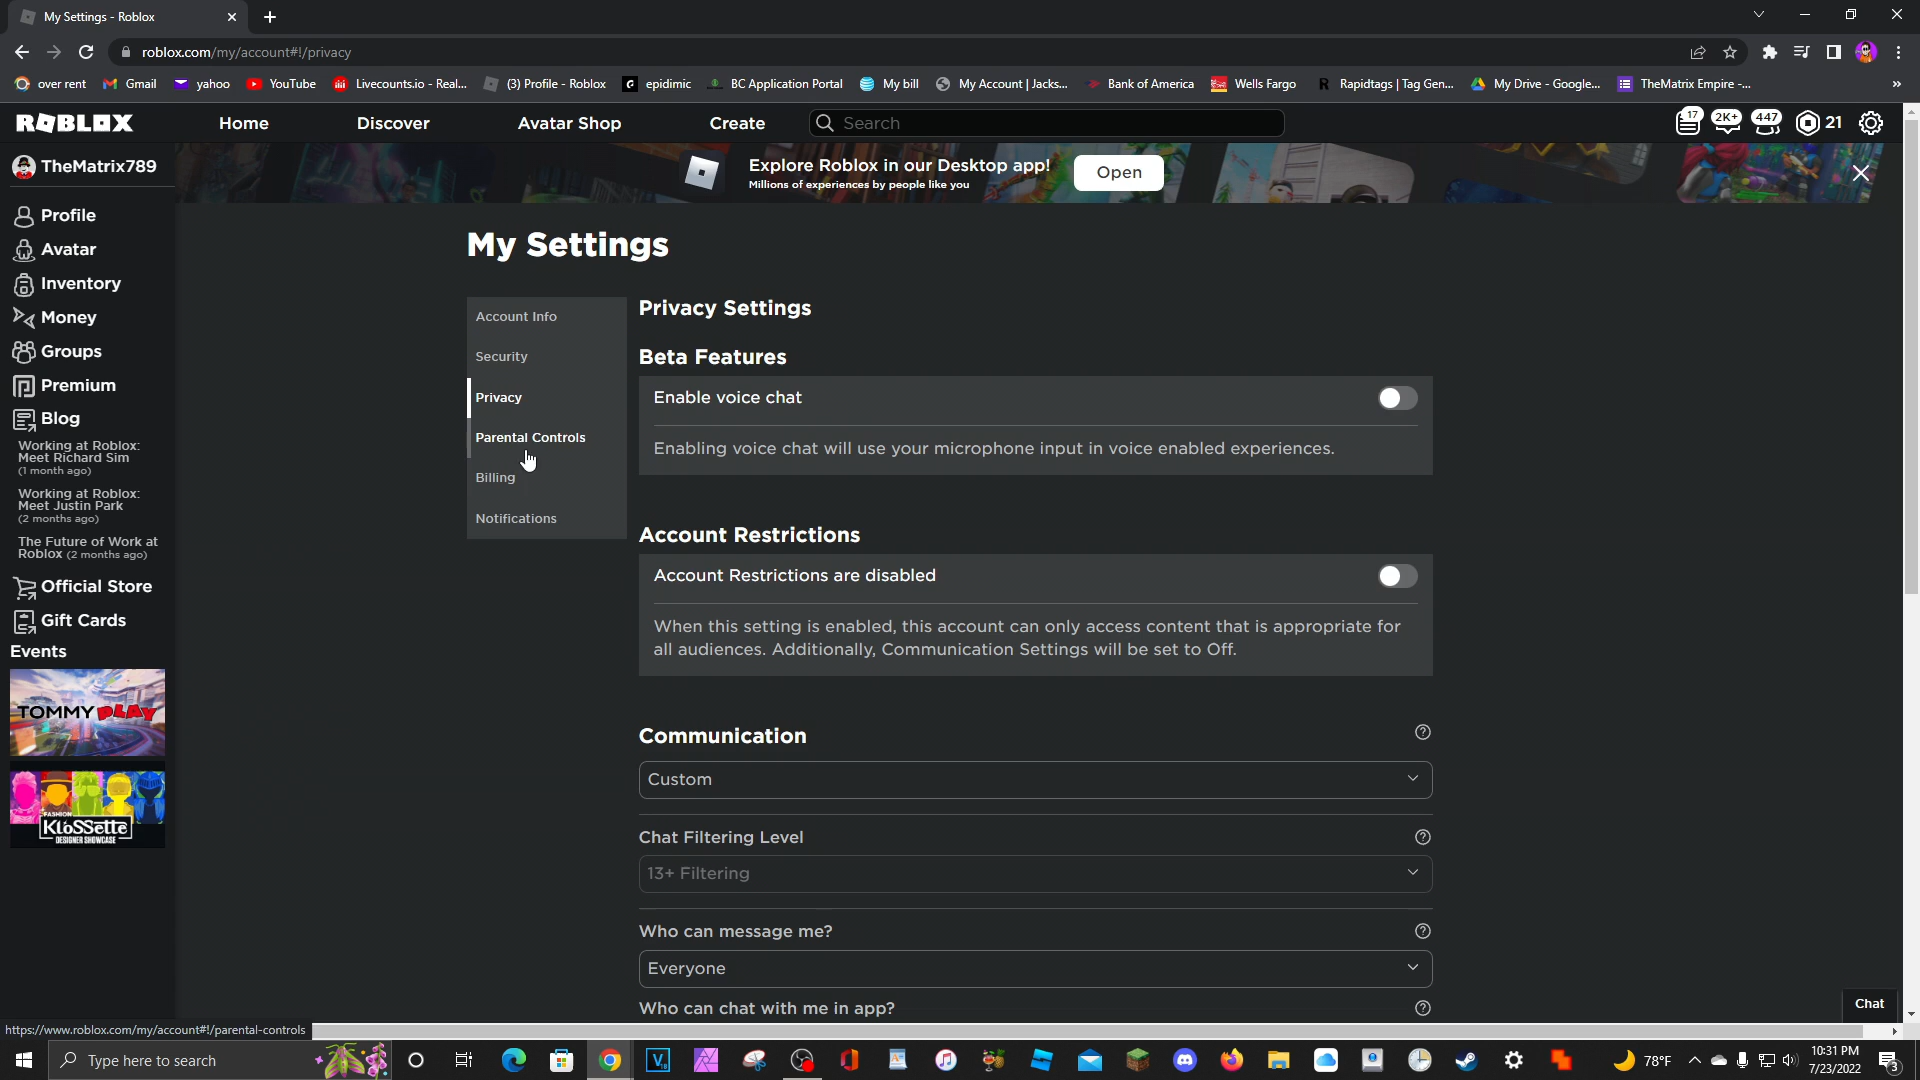 My Settings - Roblox
roblox.com/my/account#!/privacy
over rent
Gmail
yahoo
YouTube
Livecounts.io - Real...
(3) Profile - Roblox
epidimic
BC Application Portal
My bill
My Account | Jacks...
Bank of America
Wells Fargo
Rapidtags | Tag Gen...
My Drive - Google...
TheMatrix Empire -...
ROBLOX
Home
Discover
Avatar Shop
Create
Search
17
2K+
447
21
TheMatrix789
Explore Roblox in our Desktop app!
Millions of experiences by people like you
Open
Profile
Avatar
Inventory
Money
Groups
Premium
Blog
Working at Roblox:
Meet Richard Sim
(1 month ago)
Working at Roblox:
Meet Justin Park
(2 months ago)
The Future of Work at
Roblox (2 months ago)
Official Store
Gift Cards
Events
TOMMY PLAY
FASHION
KLOSSette
DESIGNER SHOWCASE
My Settings
Account Info
Security
Privacy
Parental Controls
Billing
Notifications
Privacy Settings
Beta Features
Enable voice chat
Enabling voice chat will use your microphone input in voice enabled experiences.
Account Restrictions
Account Restrictions are disabled
When this setting is enabled, this account can only access content that is appropriate for
all audiences. Additionally, Communication Settings will be set to Off.
Communication
Custom
Chat Filtering Level
13+ Filtering
Who can message me?
Everyone
Who can chat with me in app?
Chat
https://www.roblox.com/my/account#!/parental-controls
Type here to search
78°F
10:31 PM
7/23/2022
3